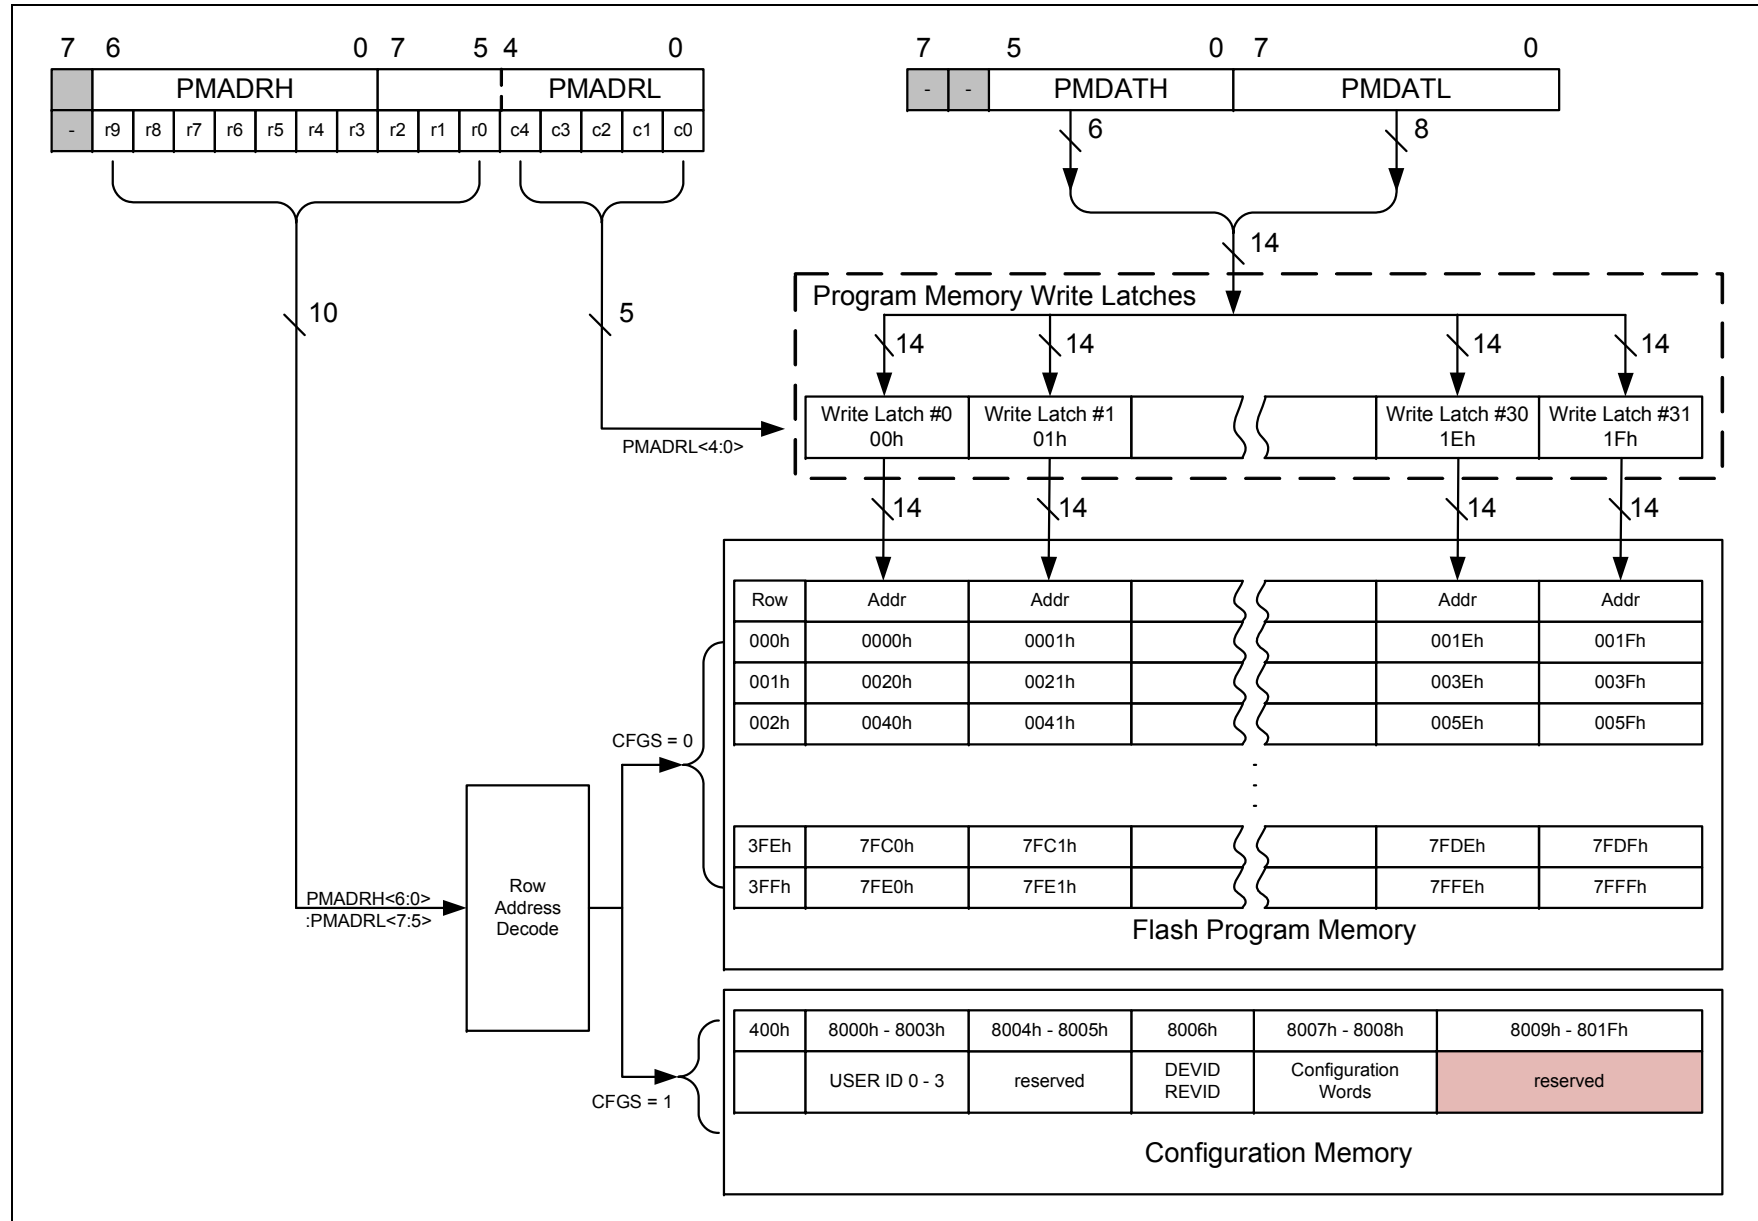 7 6 0 7 5 4 0
PMADRH PMADRL
- r9 r8 r7 r6 r5 r4 r3 r2 r1 r0 c4 c3 c2 c1 c0
7 5 0 7 0
- - PMDATH PMDATL
6 8
14
10
5
Program Memory Write Latches
14 14 14 14
Write Latch #0 Write Latch #1 Write Latch #30 Write Latch #31
00h 01h 1Eh 1Fh
PMADRL<4:0>
14 14 14 14
Row Addr Addr Addr Addr
000h 0000h 0001h 001Eh 001Fh
001h 0020h 0021h 003Eh 003Fh
002h 0040h 0041h 005Eh 005Fh
CFGS = 0
3FEh 7FC0h 7FC1h 7FDEh 7FDFh
3FFh 7FE0h 7FE1h 7FFEh 7FFFh
Flash Program Memory
PMADRH<6:0>
:PMADRL<7:5>
Row
Address
Decode
400h 8000h - 8003h 8004h - 8005h 8006h 8007h - 8008h 8009h - 801Fh
USER ID 0 - 3 reserved DEVID Configuration reserved
REVID Words
CFGS = 1
Configuration Memory